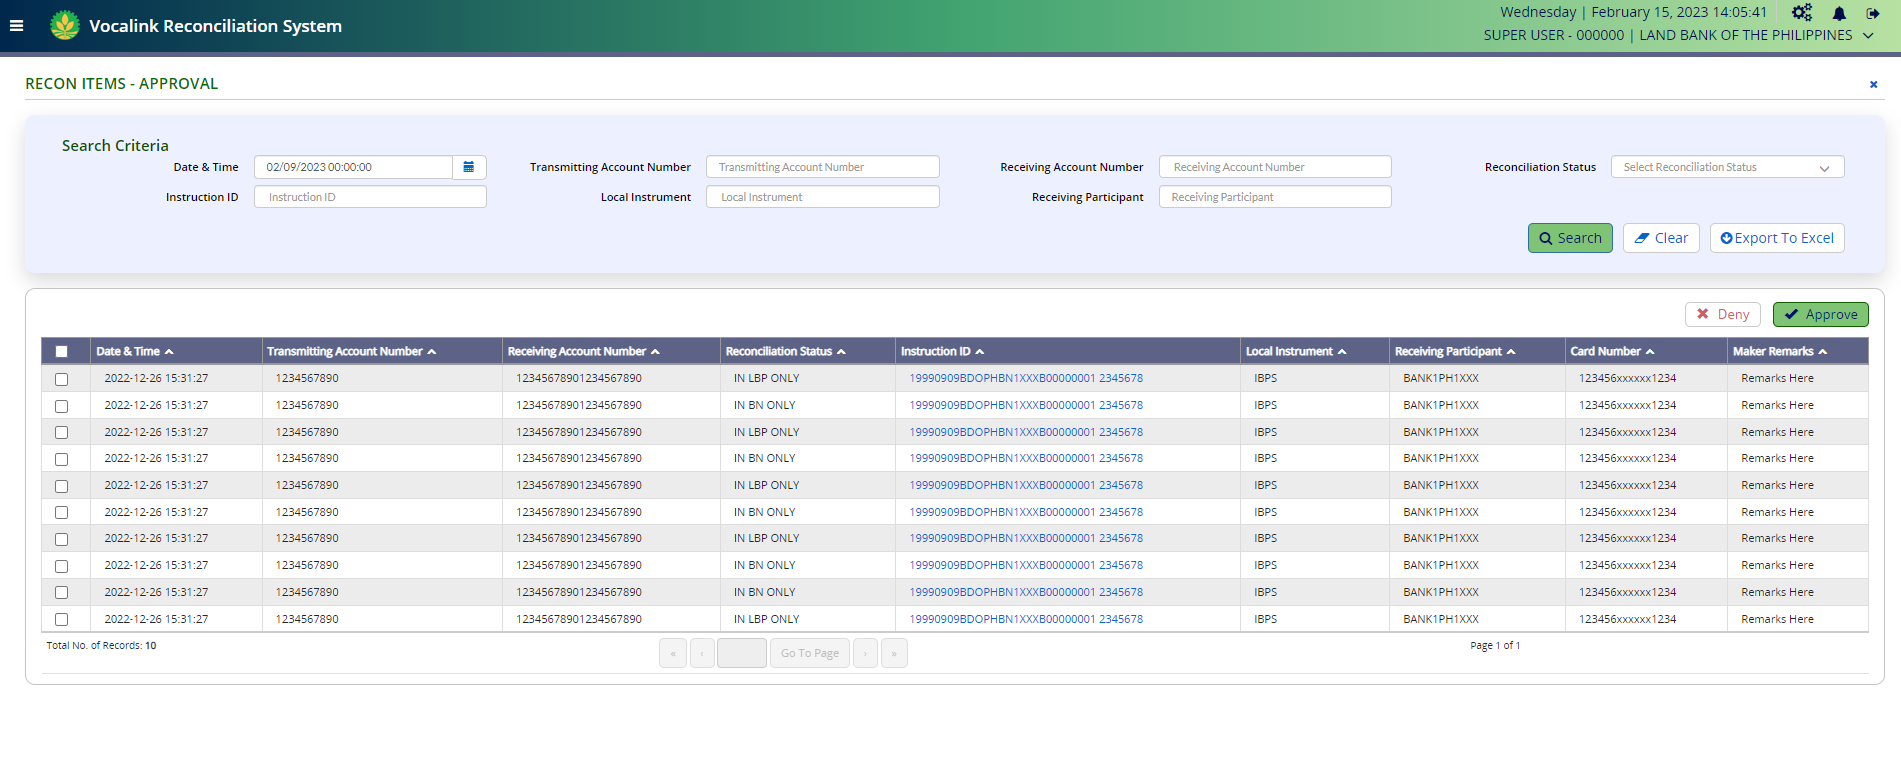 Vocalink Reconciliation System
Wednesday | February 15, 2023 14:05:41
SUPER USER - 000000 | LAND BANK OF THE PHILIPPINES
RECON ITEMS - APPROVAL
Search Criteria
Date & Time 02/09/2023 00:00:00 Transmitting Account Number Transmitting Account Number Receiving Account Number Receiving Account Number Reconciliation Status Select Reconciliation Status
Instruction ID Instruction ID Local Instrument Local Instrument Receiving Participant Receiving Participant
Search Clear Export To Excel
Deny Approve
Date & Time Transmitting Account Number Receiving Account Number Reconciliation Status Instruction ID Local Instrument Receiving Participant Card Number Maker Remarks
2022-12-26 15:31:27 1234567890 12345678901234567890 IN LBP ONLY 19990909BDOPHBN1XXXB00000001 2345678 IBPS BANK1PH1XXX 123456xxxxxx1234 Remarks Here
2022-12-26 15:31:27 1234567890 12345678901234567890 IN BN ONLY 19990909BDOPHBN1XXXB00000001 2345678 IBPS BANK1PH1XXX 123456xxxxxx1234 Remarks Here
2022-12-26 15:31:27 1234567890 12345678901234567890 IN LBP ONLY 19990909BDOPHBN1XXXB00000001 2345678 IBPS BANK1PH1XXX 123456xxxxxx1234 Remarks Here
2022-12-26 15:31:27 1234567890 12345678901234567890 IN BN ONLY 19990909BDOPHBN1XXXB00000001 2345678 IBPS BANK1PH1XXX 123456xxxxxx1234 Remarks Here
2022-12-26 15:31:27 1234567890 12345678901234567890 IN LBP ONLY 19990909BDOPHBN1XXXB00000001 2345678 IBPS BANK1PH1XXX 123456xxxxxx1234 Remarks Here
2022-12-26 15:31:27 1234567890 12345678901234567890 IN BN ONLY 19990909BDOPHBN1XXXB00000001 2345678 IBPS BANK1PH1XXX 123456xxxxxx1234 Remarks Here
2022-12-26 15:31:27 1234567890 12345678901234567890 IN LBP ONLY 19990909BDOPHBN1XXXB00000001 2345678 IBPS BANK1PH1XXX 123456xxxxxx1234 Remarks Here
2022-12-26 15:31:27 1234567890 12345678901234567890 IN BN ONLY 19990909BDOPHBN1XXXB00000001 2345678 IBPS BANK1PH1XXX 123456xxxxxx1234 Remarks Here
2022-12-26 15:31:27 1234567890 12345678901234567890 IN BN ONLY 19990909BDOPHBN1XXXB00000001 2345678 IBPS BANK1PH1XXX 123456xxxxxx1234 Remarks Here
2022-12-26 15:31:27 1234567890 12345678901234567890 IN LBP ONLY 19990909BDOPHBN1XXXB00000001 2345678 IBPS BANK1PH1XXX 123456xxxxxx1234 Remarks Here
Total No. of Records: 10 « ‹ Go To Page › » Page 1 of 1